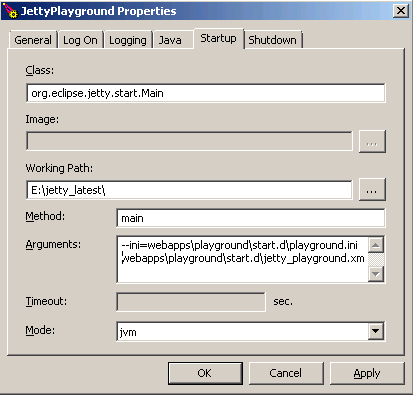 JettyPlayground Properties
General Log On Logging Java Startup Shutdown
Class:
org.eclipse.jetty.start.Main
Image:
...
Working Path:
E:\jetty_latest\
...
Method:
main
Arguments:
--ini=webapps\playground\start.d\playground.ini
webapps\playground\start.d\jetty_playground.xm
Timeout:
sec.
Mode:
jvm
OK Cancel Apply